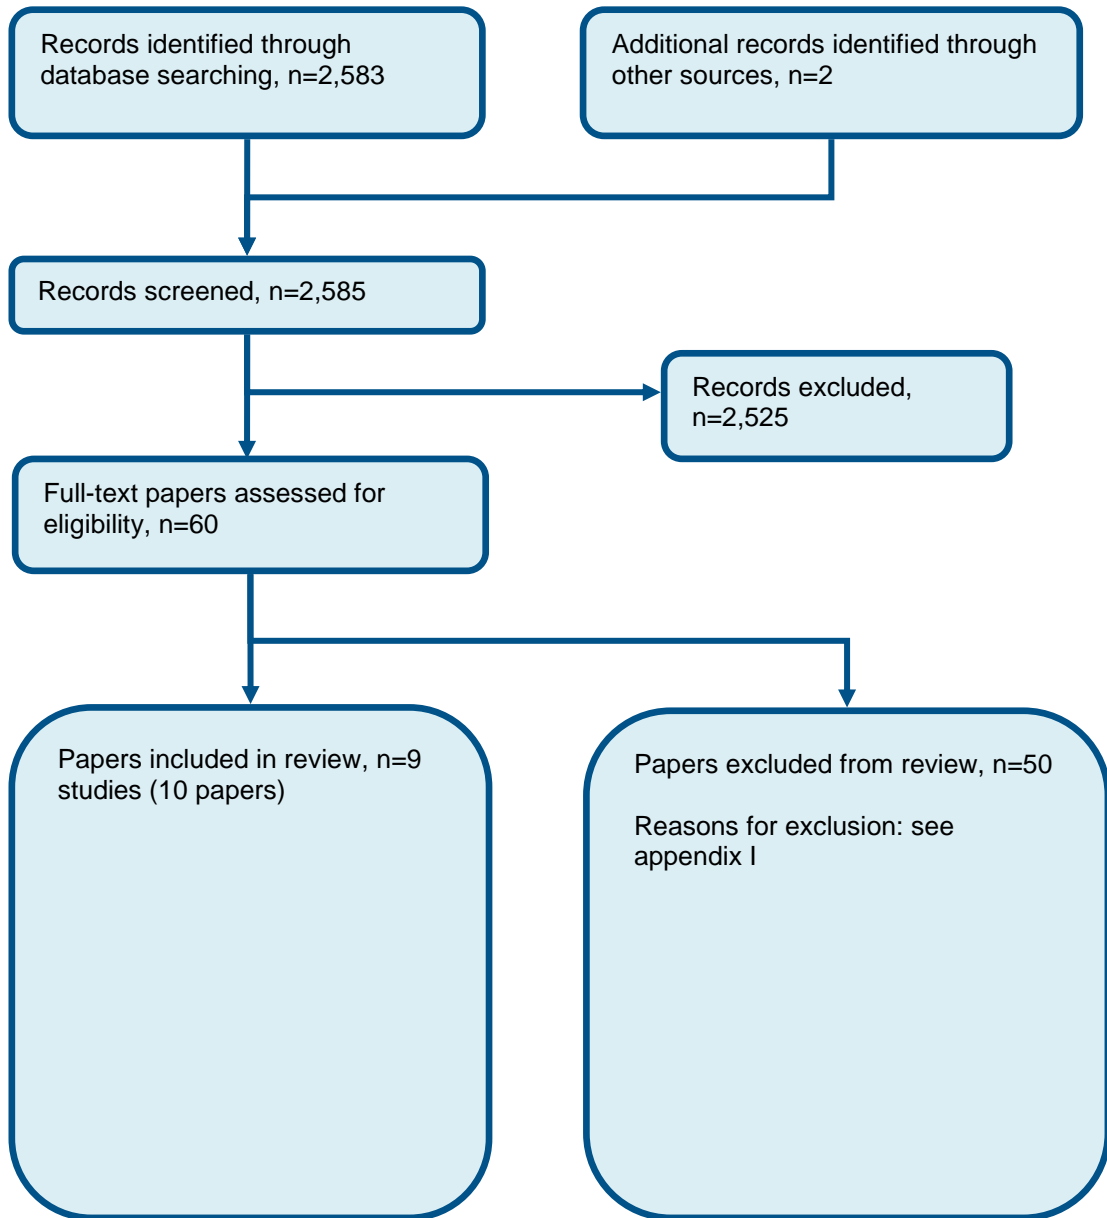 Records identified through
database searching, n=2,583
Additional records identified through
other sources, n=2
Records screened, n=2,585
Records excluded,
n=2,525
Full-text papers assessed for
eligibility, n=60
Papers included in review, n=9
studies (10 papers)
Papers excluded from review, n=50
Reasons for exclusion: see
appendix I